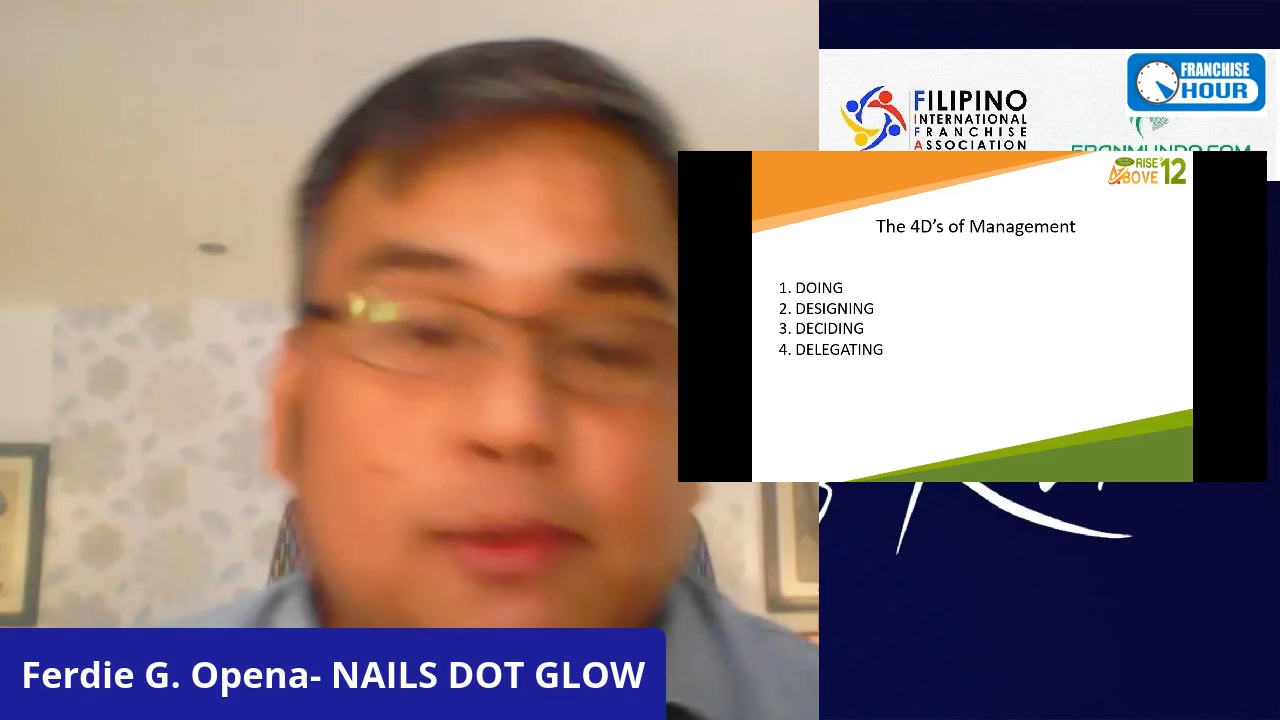 FRANCHISE
HOUR
FILIPINO
INTERNATIONAL
FRANCHISE
ASSOCIATION
RISE
ABOVE 12
The 4D’s of Management
1. DOING
2. DESIGNING
3. DECIDING
4. DELEGATING
Ferdie G. Opena- NAILS DOT GLOW